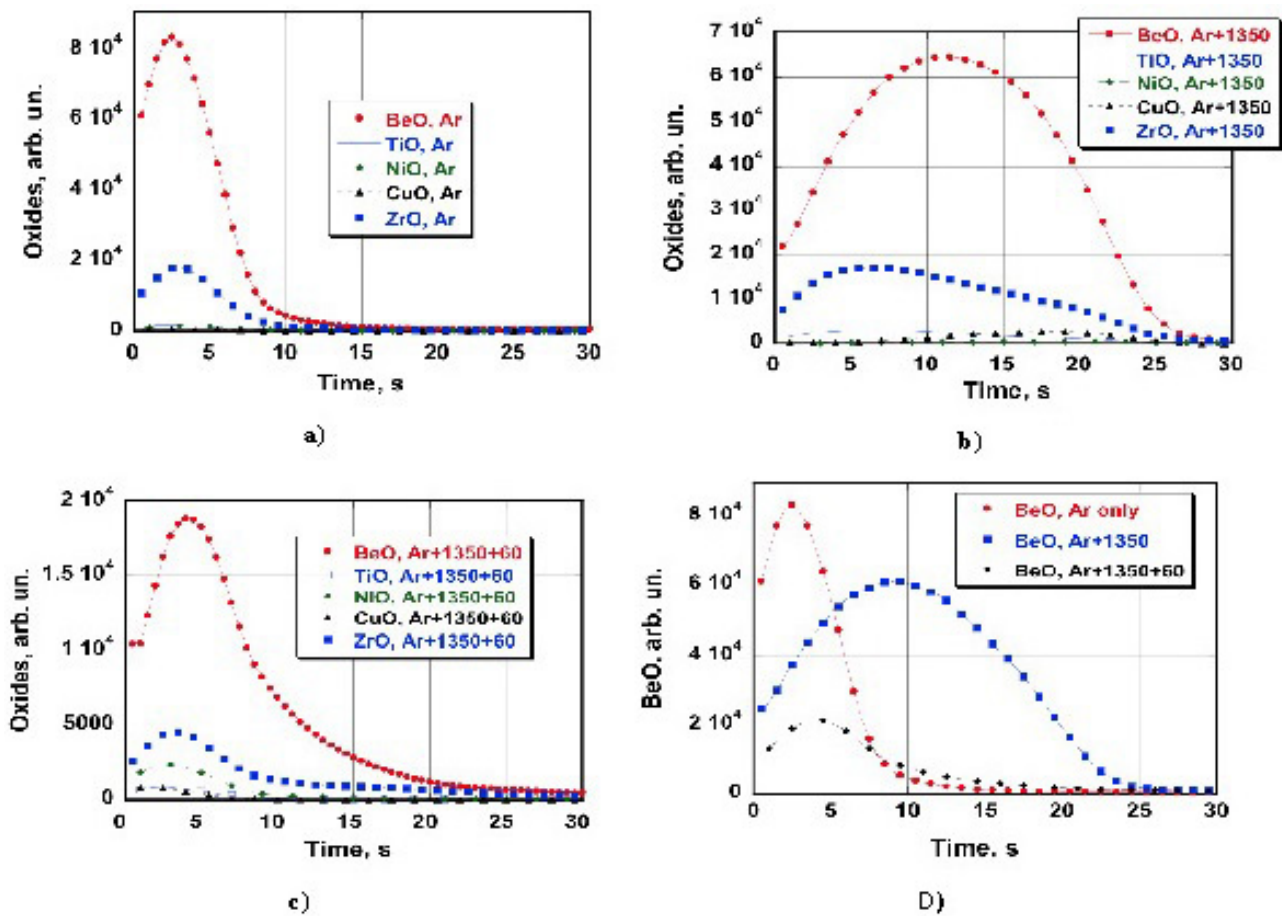 8 10⁴
6 10⁴
4 10⁴
2 10⁴
0
Oxides, arb. un.
BeO, Ar
TiO, Ar
NiO, Ar
CuO, Ar
ZrO, Ar
0 5 10 15 20 25 30
Time, s
a)
7 10⁴
6 10⁴
5 10⁴
4 10⁴
3 10⁴
2 10⁴
1 10⁴
0
Oxides, arb. un.
BeO. Ar+1350
TiO, Ar+1350
NiO, Ar+1350
CuO, Ar+1350
ZrO, Ar+1350
0 5 10 15 20 25 30
Time, s
b)
2 10⁴
1.5 10⁴
1 10⁴
5000
0
Oxides, arb. un.
BeO, Ar+1350+60
TiO, Ar+1350+60
NiO, Ar+1350+60
CuO, Ar+1350+60
ZrO, Ar+1350+60
0 5 10 15 20 25 30
Time, s
c)
8 10⁴
6 10⁴
4 10⁴
2 10⁴
0
BeO. arb. un.
BeO, Ar only
BeO, Ar+1350
BeO, Ar+1350+60
0 10 20 30
Time. s
D)